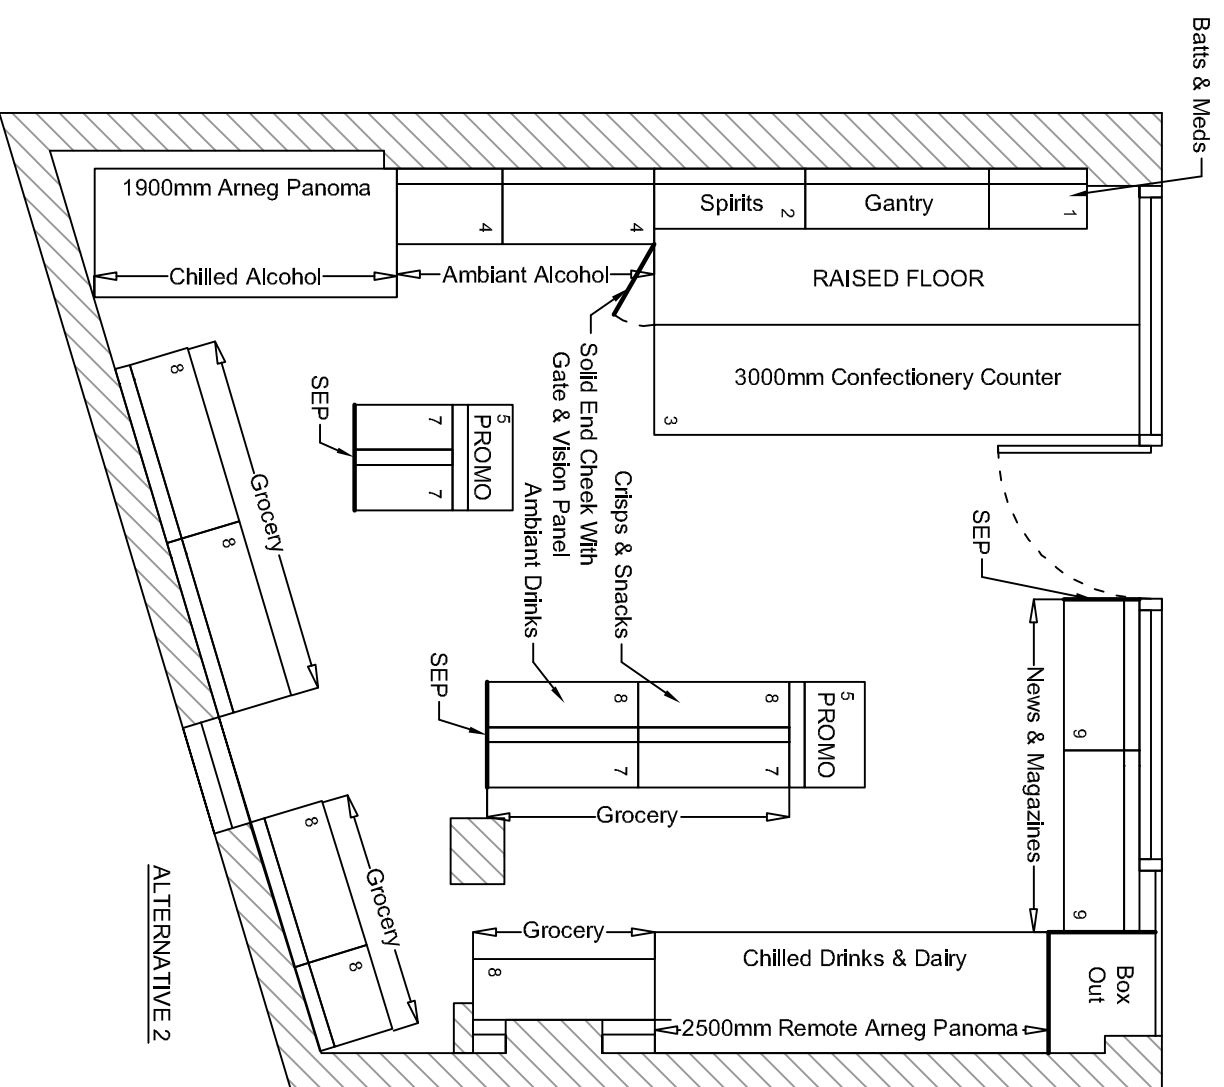 Batts & Meds
1900mm Arneg Panoma
Chilled Alcohol
4
4
Ambiant Alcohol
Spirits
2
Gantry
1
RAISED FLOOR
3000mm Confectionery Counter
3
Solid End Cheek With
Gate & Vision Panel
SEP
5
PROMO
7
7
8
8
Grocery
Crisps & Snacks
Ambiant Drinks
SEP
SEP
8
8
7
7
5
PROMO
Grocery
News & Magazines
9
9
8
8
Grocery
Grocery
8
Chilled Drinks & Dairy
2500mm Remote Arneg Panoma
Box
Out
ALTERNATIVE 2